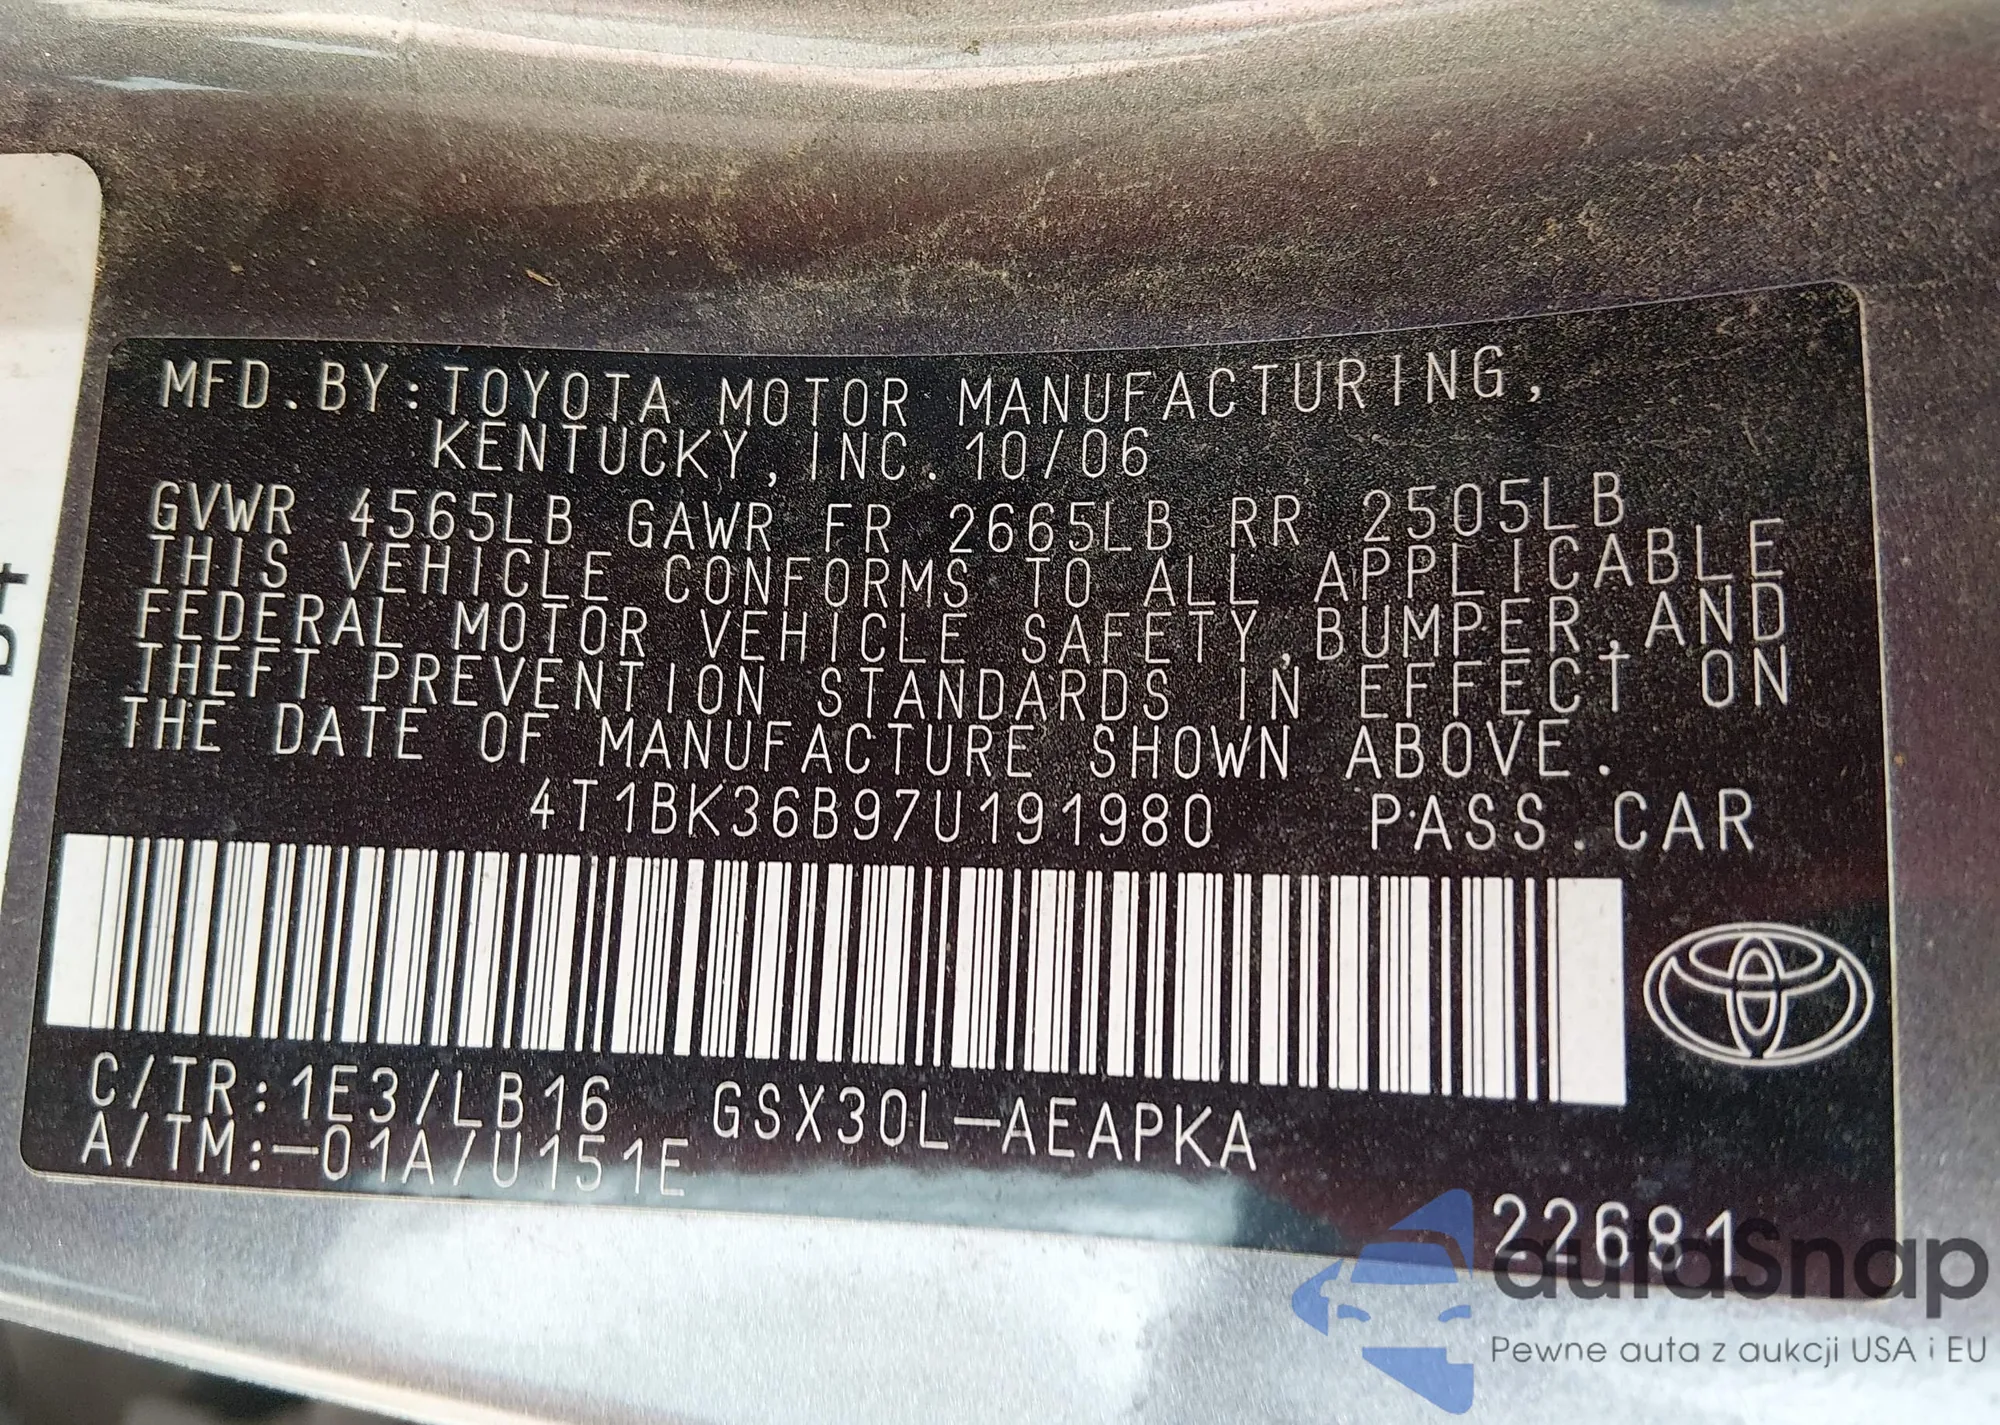 MFD.BY:TOYOTA MOTOR MANUFACTURING,
KENTUCKY,INC.10/06
GVWR 4565LB GAWR FR 2665LB RR 2505LB
THIS VEHICLE CONFORMS TO ALL APPLICABLE
FEDERAL MOTOR VEHICLE SAFETY,BUMPER,AND
THEFT PREVENTION STANDARDS IN EFFECT ON
THE DATE OF MANUFACTURE SHOWN ABOVE.
4T1BK36B97U191980 PASS.CAR
C/TR:1E3/LB16 GSX30L-AEAPKA
A/TM:-01A/U151E
22681
autaSnap
Pewne auta z aukcji USA i EU